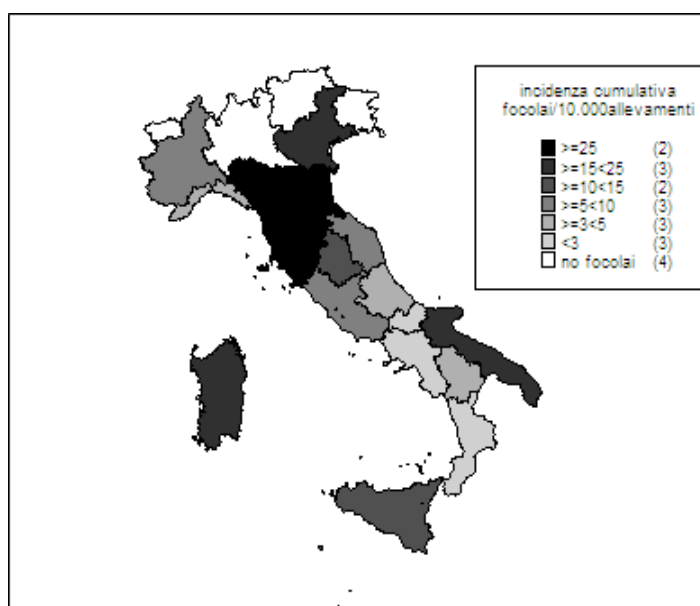 incidenza cumulativa
focolai/10.000allevamenti
>=25 (2)
>=15<25 (3)
>=10<15 (2)
>=5<10 (3)
>=3<5 (3)
<3 (3)
no focolai (4)